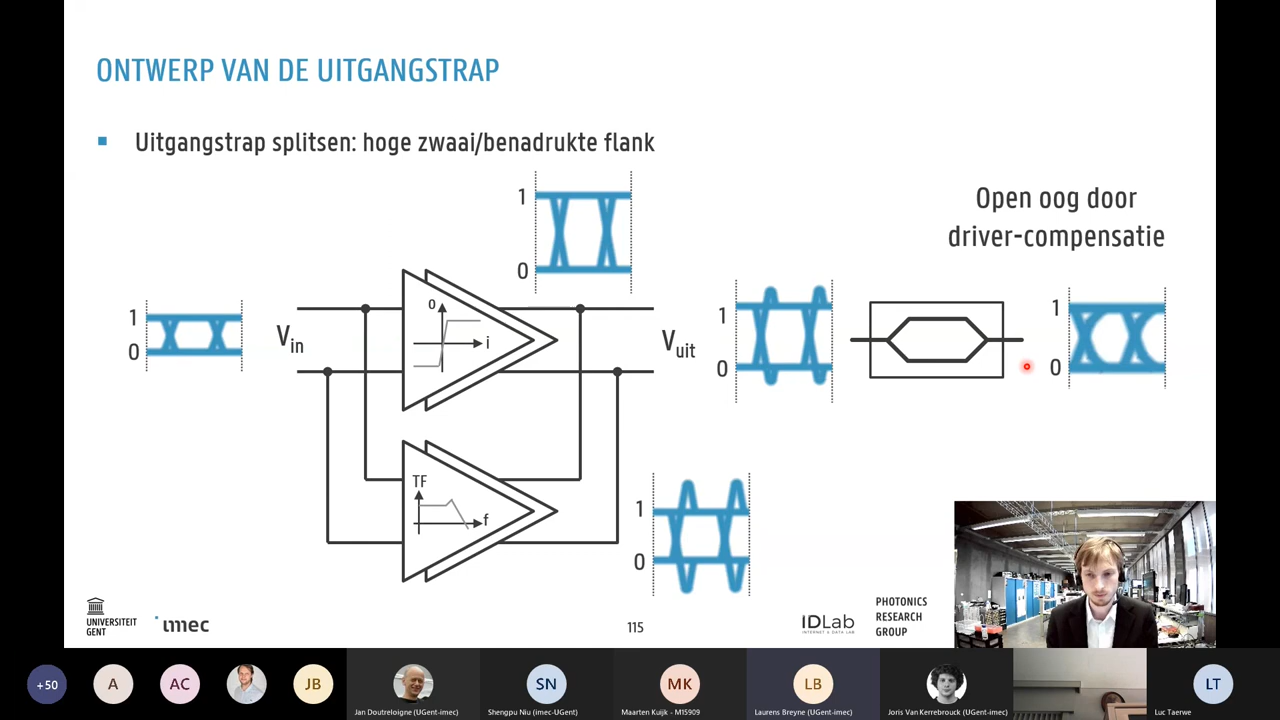 ONTWERP VAN DE UITGANGSTRAP
Uitgangstrap splitsen: hoge zwaai/benadrukte flank
Open oog door
driver-compensatie
1
0
1
0
V_in
o
i
V_uit
1
0
1
0
TF
f
1
0
UNIVERSITEIT
GENT
imec
115
IDLab
INTERNET & DATA LAB
PHOTONICS
RESEARCH
GROUP
+50
A
AC
JB
SN
MK
LB
LT
Jan Doutreloigne (UGent-imec)
Shengpu Niu (imec-UGent)
Maarten Kuijk - M15909
Laurens Breyne (UGent-imec)
Joris Van Kerrebrouck (UGent-imec)
Luc Taerwe